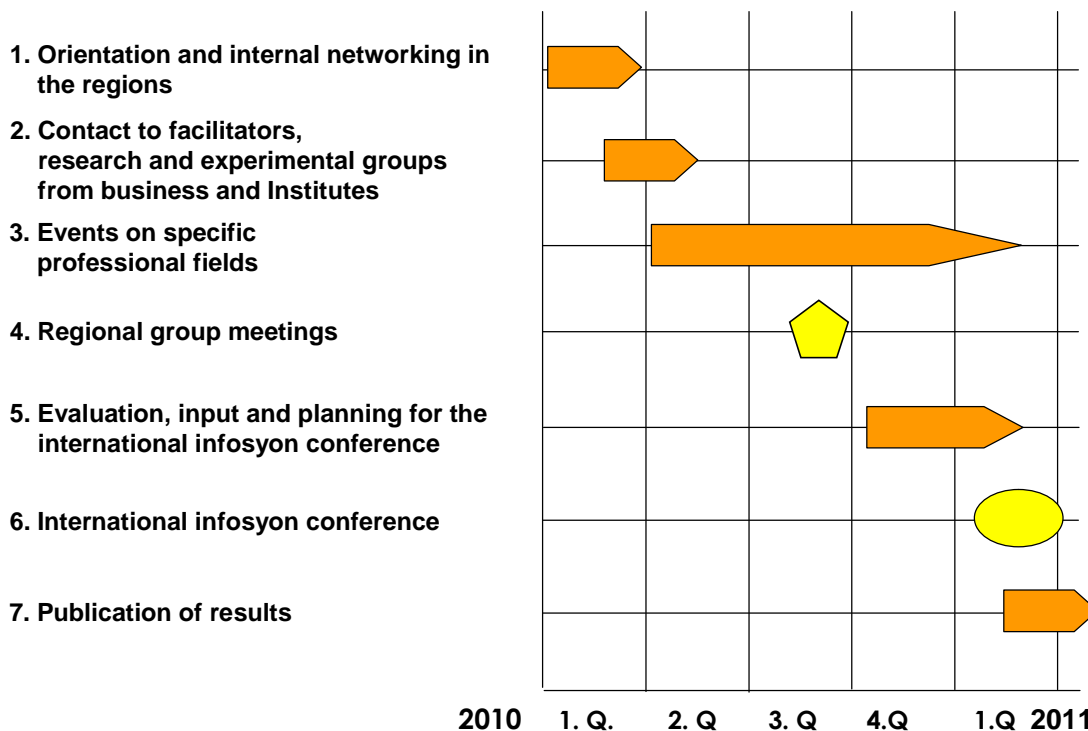 1. Orientation and internal networking in
the regions
2. Contact to facilitators,
research and experimental groups
from business and Institutes
3. Events on specific
professional fields
4. Regional group meetings
5. Evaluation, input and planning for the
international infosyon conference
6. International infosyon conference
7. Publication of results
2010 1. Q. 2. Q 3. Q 4.Q 1.Q 2011